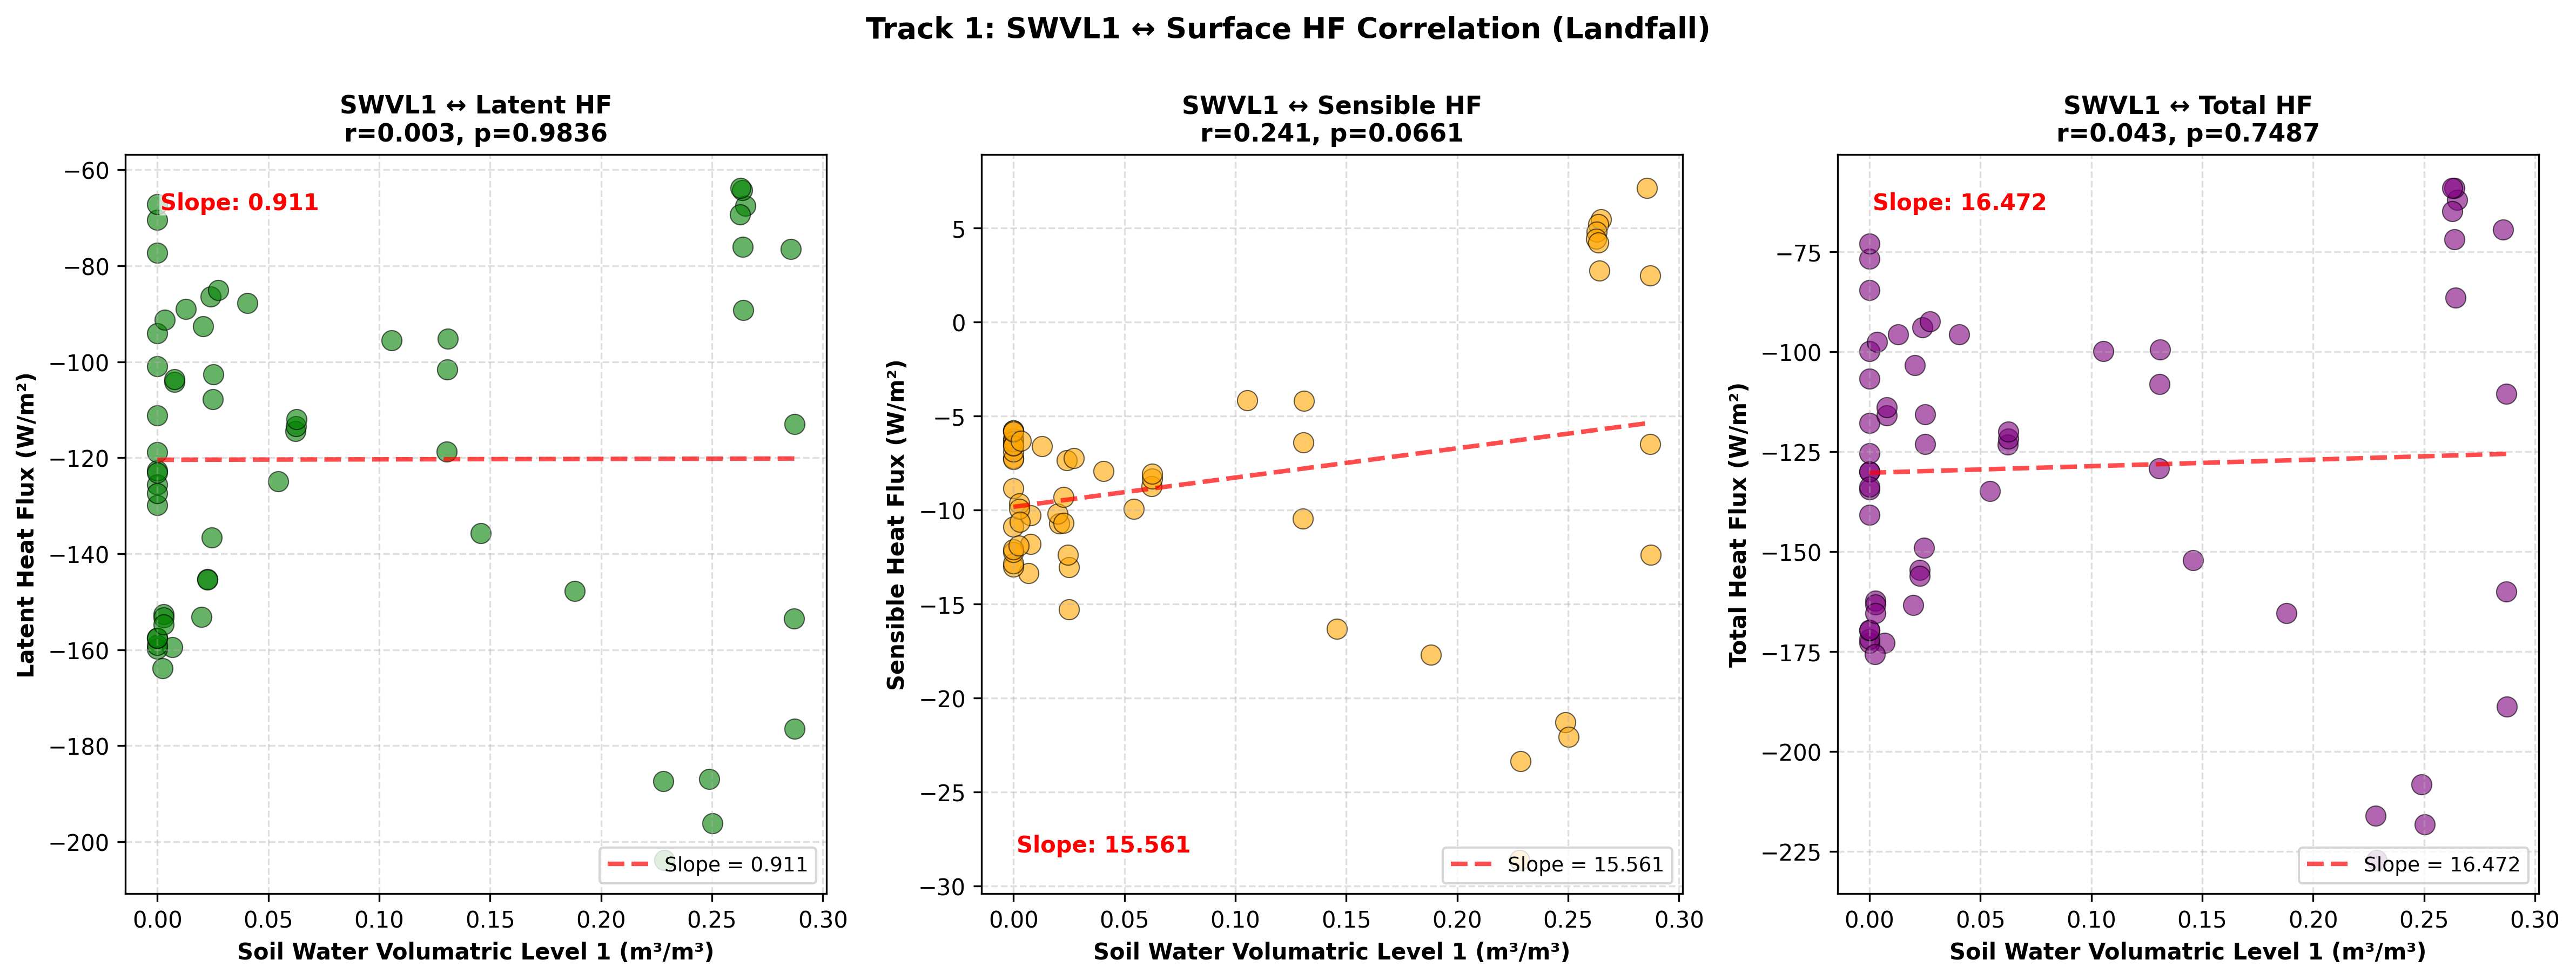 Track 1: SWVL1 ↔ Surface HF Correlation (Landfall)
SWVL1 ↔ Latent HF
r=0.003, p=0.9836
Latent Heat Flux (W/m²)
−60
−80
−100
−120
−140
−160
−180
−200
Slope: 0.911
Slope = 0.911
0.00 0.05 0.10 0.15 0.20 0.25 0.30
Soil Water Volumatric Level 1 (m³/m³)
SWVL1 ↔ Sensible HF
r=0.241, p=0.0661
Sensible Heat Flux (W/m²)
5
0
−5
−10
−15
−20
−25
−30
Slope: 15.561
Slope = 15.561
0.00 0.05 0.10 0.15 0.20 0.25 0.30
Soil Water Volumatric Level 1 (m³/m³)
SWVL1 ↔ Total HF
r=0.043, p=0.7487
Total Heat Flux (W/m²)
−75
−100
−125
−150
−175
−200
−225
Slope: 16.472
Slope = 16.472
0.00 0.05 0.10 0.15 0.20 0.25 0.30
Soil Water Volumatric Level 1 (m³/m³)